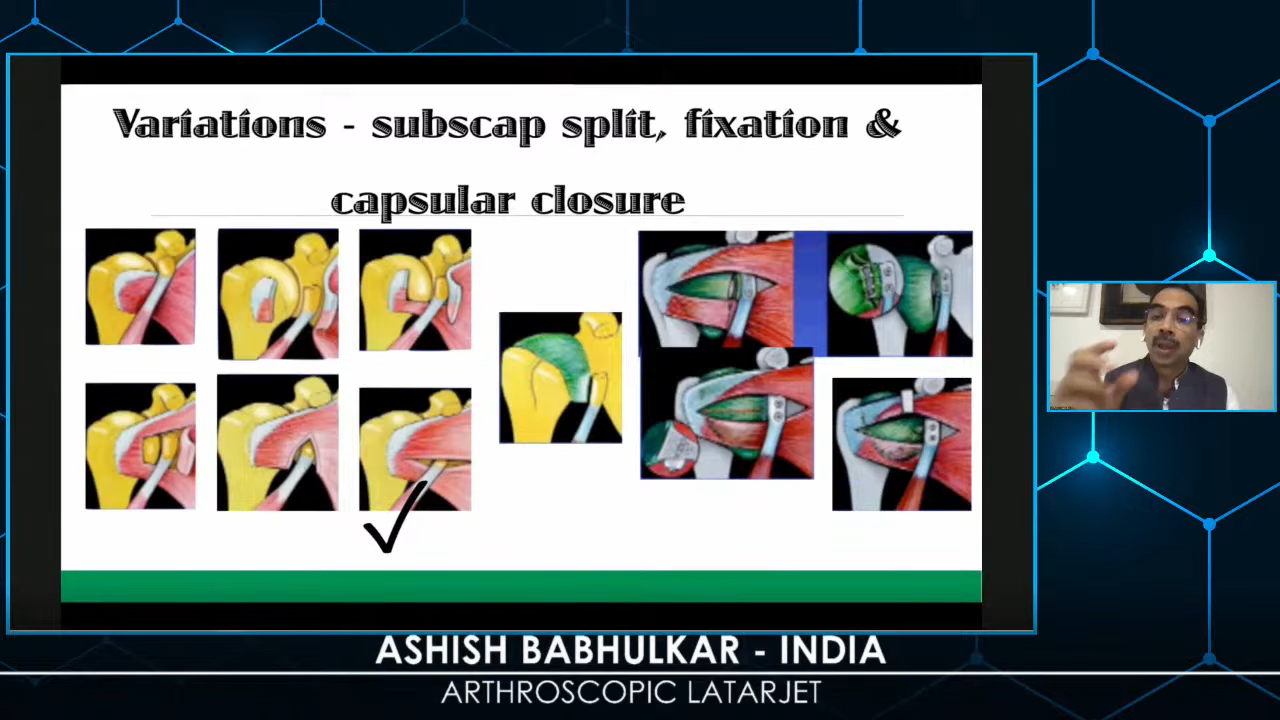 Variations - subscap split, fixation &
capsular closure
ASHISH BABHULKAR - INDIA
ARTHROSCOPIC LATARJET